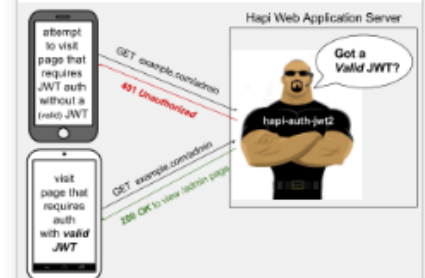 Hapi Web Application Server
attempt
to visit
page that
requires
JWT auth
without a
(valid) JWT
GET example.com/admin
401 Unauthorized
Got a
Valid JWT?
hapi-auth-jwt2
visit
page that
requires
auth
with valid
JWT
GET example.com/admin
200 OK to view /admin page